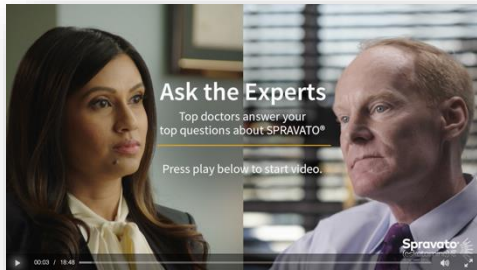 Ask the Experts
Top doctors answer your
top questions about SPRAVATO®
Press play below to start video.
Spravato
00:03 / 18:48